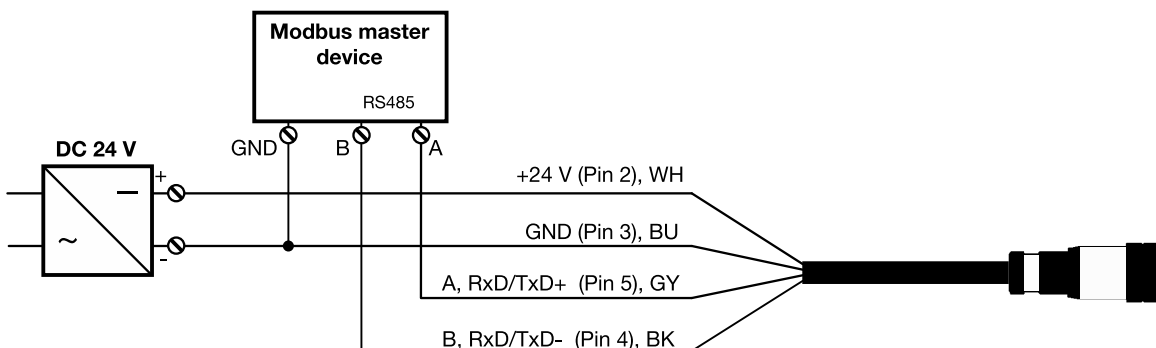 Modbus master
device
RS485
GND
B
A
DC 24 V
+
~
-
+24 V (Pin 2), WH
GND (Pin 3), BU
A, RxD/TxD+ (Pin 5), GY
B, RxD/TxD- (Pin 4), BK